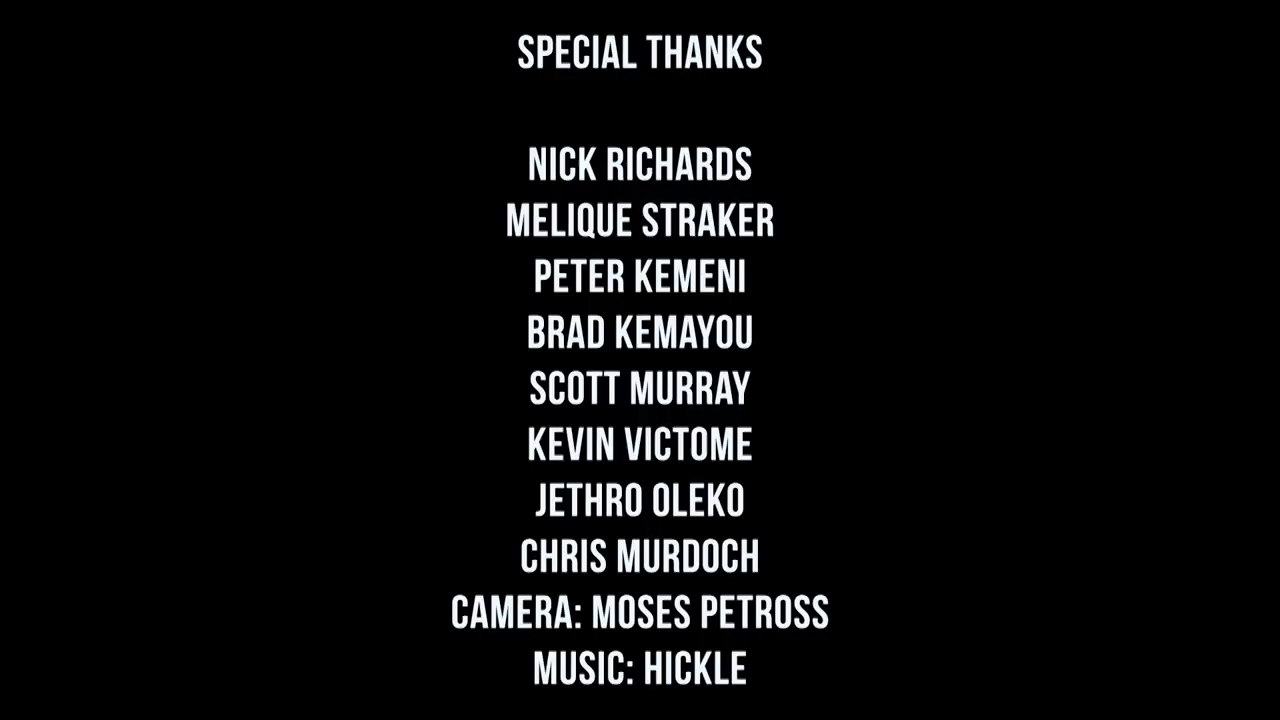 SPECIAL THANKS
NICK RICHARDS
MELIQUE STRAKER
PETER KEMENI
BRAD KEMAYOU
SCOTT MURRAY
KEVIN VICTOME
JETHRO OLEKO
CHRIS MURDOCH
CAMERA: MOSES PETROSS
MUSIC: HICKLE